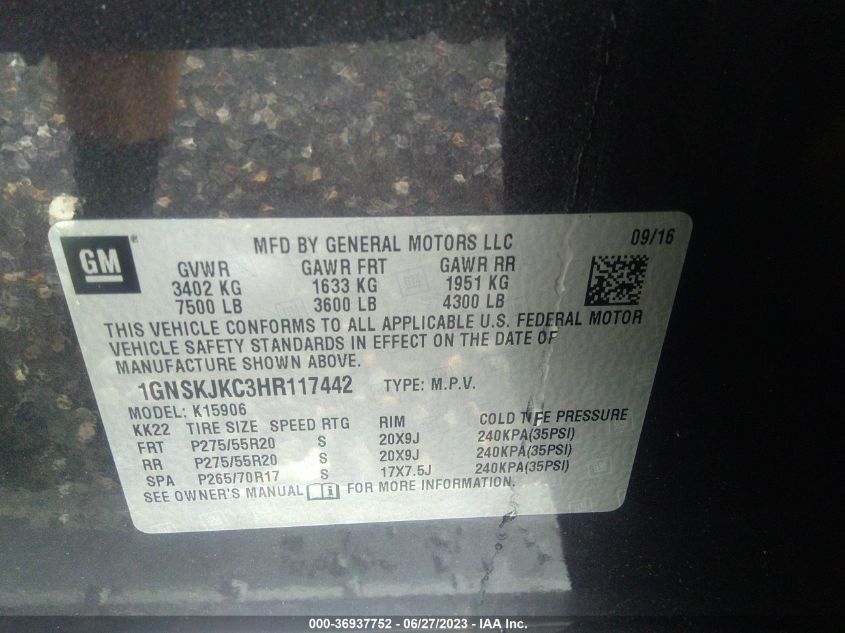 GM ®
MFD BY GENERAL MOTORS LLC 09/16
GVWR GAWR FRT GAWR RR
3402 KG 1633 KG 1951 KG
7500 LB 3600 LB 4300 LB
THIS VEHICLE CONFORMS TO ALL APPLICABLE U.S. FEDERAL MOTOR
VEHICLE SAFETY STANDARDS IN EFFECT ON THE DATE OF
MANUFACTURE SHOWN ABOVE.
1GNSKJKC3HR117442 TYPE: M.P.V.
MODEL: K15906
KK22 TIRE SIZE SPEED RTG RIM COLD TIRE PRESSURE
FRT P275/55R20 S 20X9J 240KPA(35PSI)
RR P275/55R20 S 20X9J 240KPA(35PSI)
SPA P265/70R17 S 17X7.5J 240KPA(35PSI)
SEE OWNER'S MANUAL FOR MORE INFORMATION.
000-36937752 - 06/27/2023 - IAA Inc.